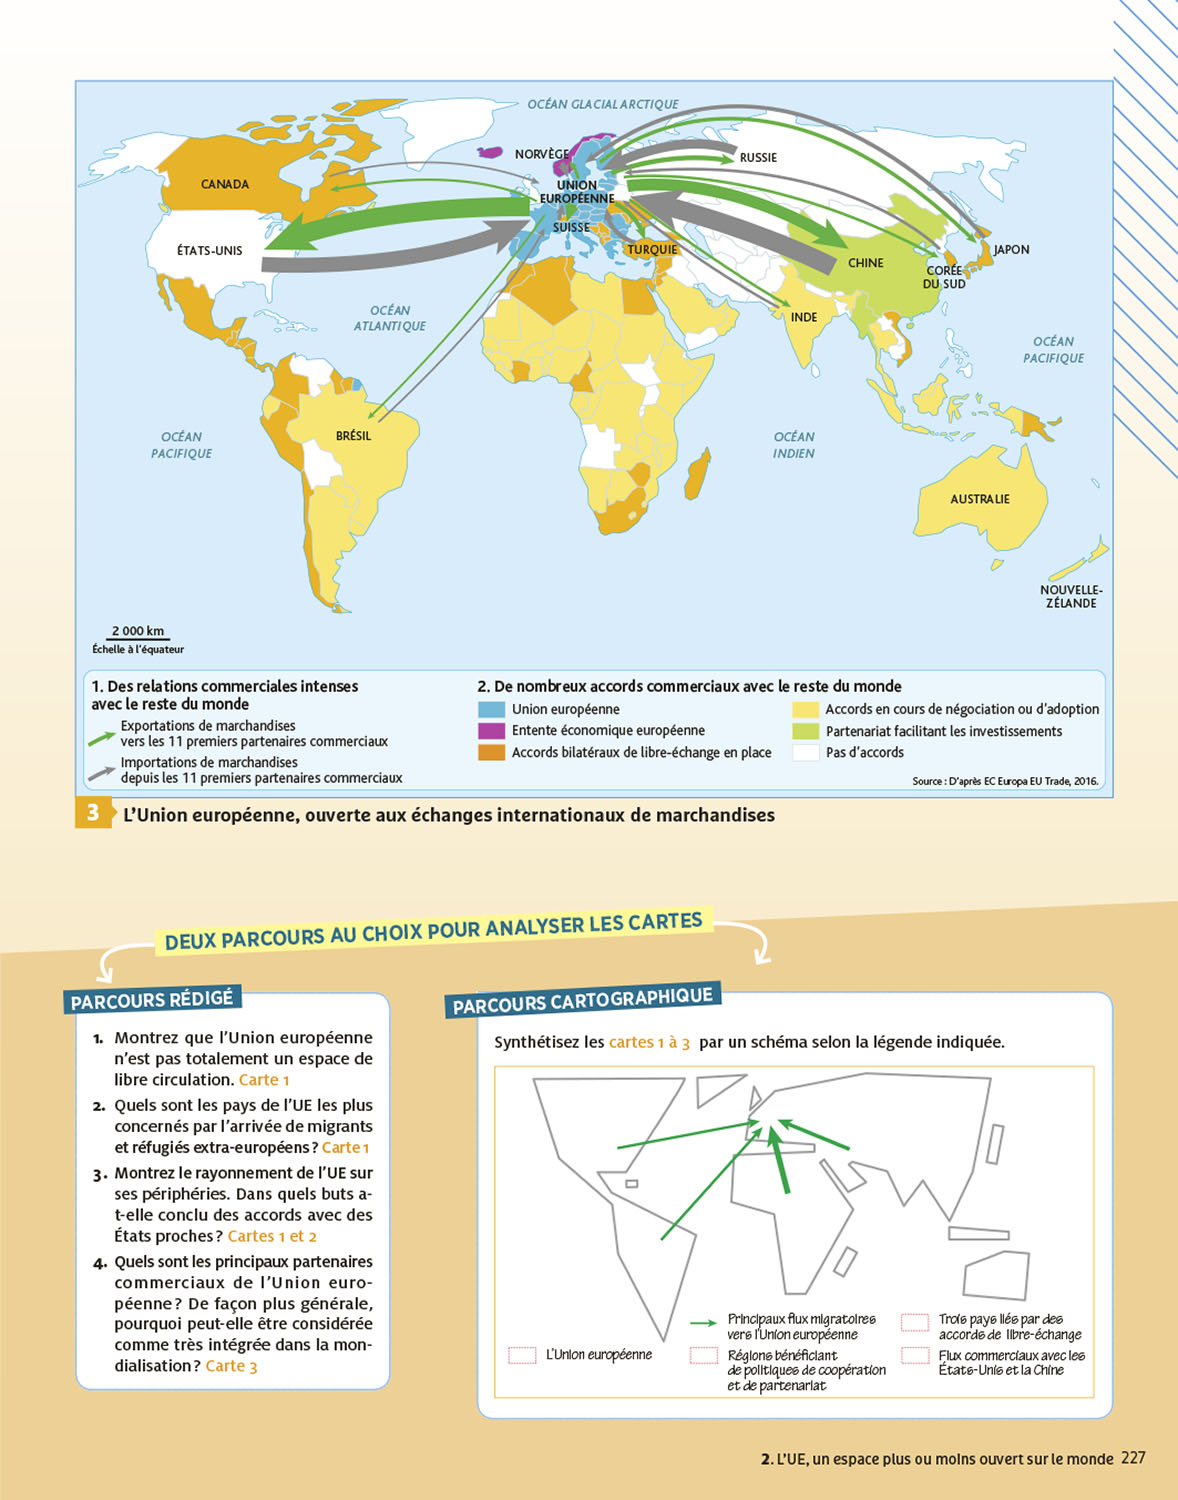 OCÉAN GLACIAL ARCTIQUE
NORVÈGE
RUSSIE
CANADA
UNION
EUROPÉENNE
SUISSE
ÉTATS-UNIS
TURQUIE
JAPON
CHINE
CORÉE
DU SUD
OCÉAN
ATLANTIQUE
INDE
OCÉAN
PACIFIQUE
OCÉAN
PACIFIQUE
BRÉSIL
OCÉAN
INDIEN
AUSTRALIE
NOUVELLE-
ZÉLANDE
2 000 km
Échelle à l'équateur
1. Des relations commerciales intenses
avec le reste du monde
Exportations de marchandises
vers les 11 premiers partenaires commerciaux
Importations de marchandises
depuis les 11 premiers partenaires commerciaux
2. De nombreux accords commerciaux avec le reste du monde
Union européenne
Entente économique européenne
Accords bilatéraux de libre-échange en place
Accords en cours de négociation ou d'adoption
Partenariat facilitant les investissements
Pas d'accords
Source : D'après EC Europa EU Trade, 2016.
3 L'Union européenne, ouverte aux échanges internationaux de marchandises
DEUX PARCOURS AU CHOIX POUR ANALYSER LES CARTES
PARCOURS RÉDIGÉ
1. Montrez que l'Union européenne
n'est pas totalement un espace de
libre circulation. Carte 1
2. Quels sont les pays de l'UE les plus
concernés par l'arrivée de migrants
et réfugiés extra-européens ? Carte 1
3. Montrez le rayonnement de l'UE sur
ses périphéries. Dans quels buts a-
t-elle conclu des accords avec des
États proches ? Cartes 1 et 2
4. Quels sont les principaux partenaires
commerciaux de l'Union euro-
péenne ? De façon plus générale,
pourquoi peut-elle être considérée
comme très intégrée dans la mon-
dialisation ? Carte 3
PARCOURS CARTOGRAPHIQUE
Synthétisez les cartes 1 à 3 par un schéma selon la légende indiquée.
L'Union européenne
Principaux flux migratoires
vers l'Union européenne
Régions bénéficiant
de politiques de coopération
et de partenariat
Trois pays liés par des
accords de libre-échange
Flux commerciaux avec les
États-Unis et la Chine
2. L'UE, un espace plus ou moins ouvert sur le monde 227